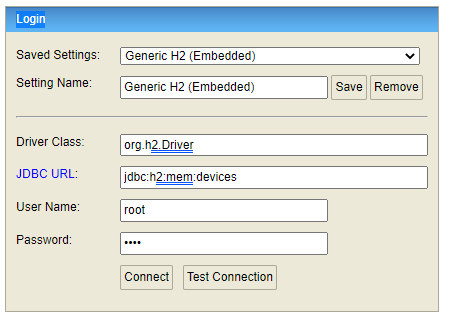 Login
Saved Settings: Generic H2 (Embedded)
Setting Name: Generic H2 (Embedded) Save Remove
Driver Class: org.h2.Driver
JDBC URL: jdbc:h2:mem:devices
User Name: root
Password: ••••
Connect Test Connection